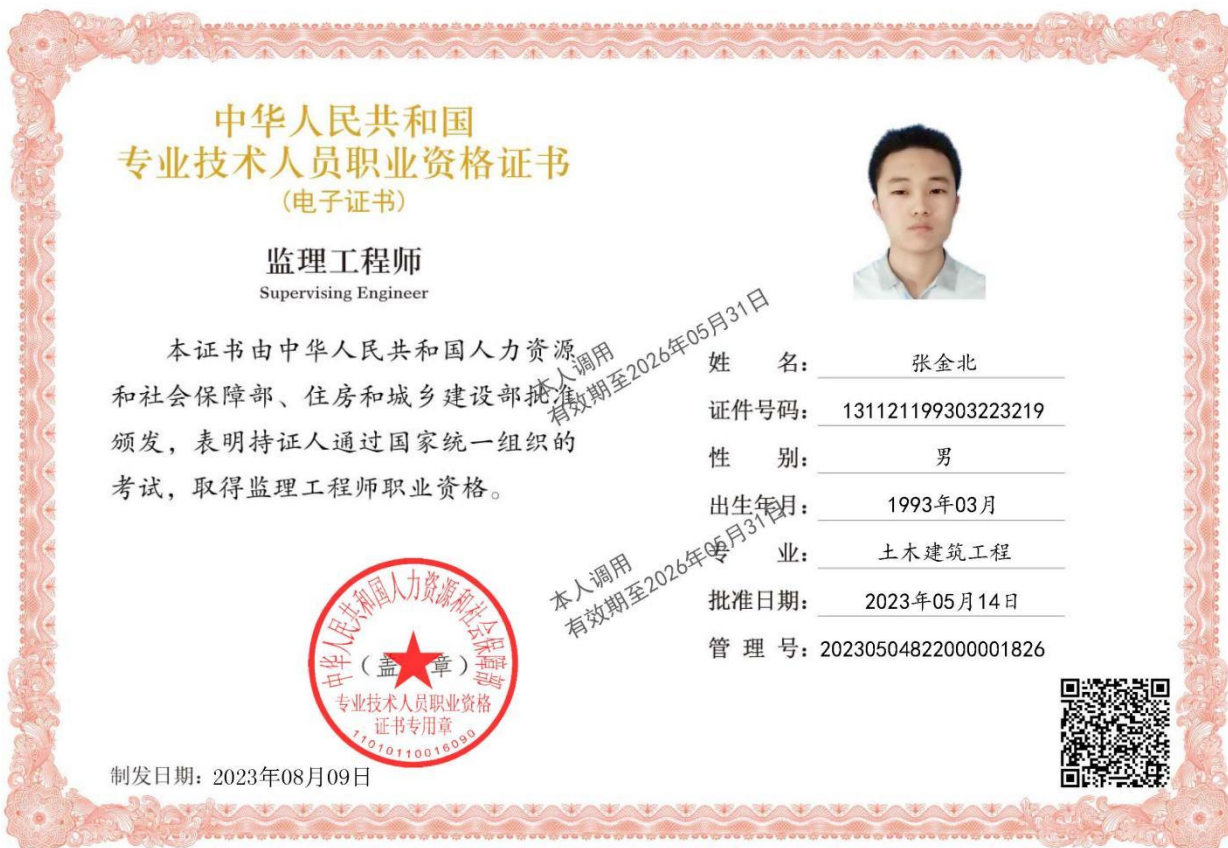 中华人民共和国
专业技术人员职业资格证书
(电子证书)
监理工程师
Supervising Engineer
本证书由中华人民共和国人力资源
和社会保障部、住房和城乡建设部批准
颁发，表明持证人通过国家统一组织的
考试，取得监理工程师职业资格。
本人调用
有效期至2026年05月31日
姓 名： 张金北
证件号码： 131121199303223219
性 别： 男
出生年月： 1993年03月
专 业： 土木建筑工程
批准日期： 2023年05月14日
管 理 号： 20230504822000001826
本人调用
有效期至2026年05月31日
中华人民共和国人力资源和社会保障部
（盖 章）
专业技术人员职业资格
证书专用章
11010110016090
制发日期：2023年08月09日